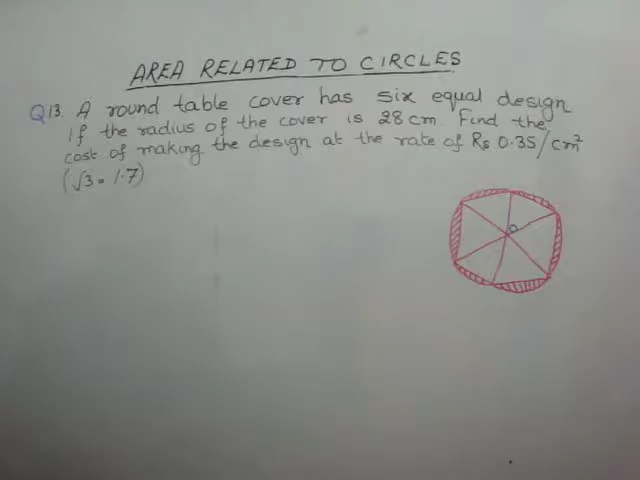 AREA RELATED TO CIRCLES
Q13. A round table cover has six equal design
If the radius of the cover is 28 cm. Find the
cost of making the design at the rate of Rs 0.35/cm²
(√3 = 1.7)
O